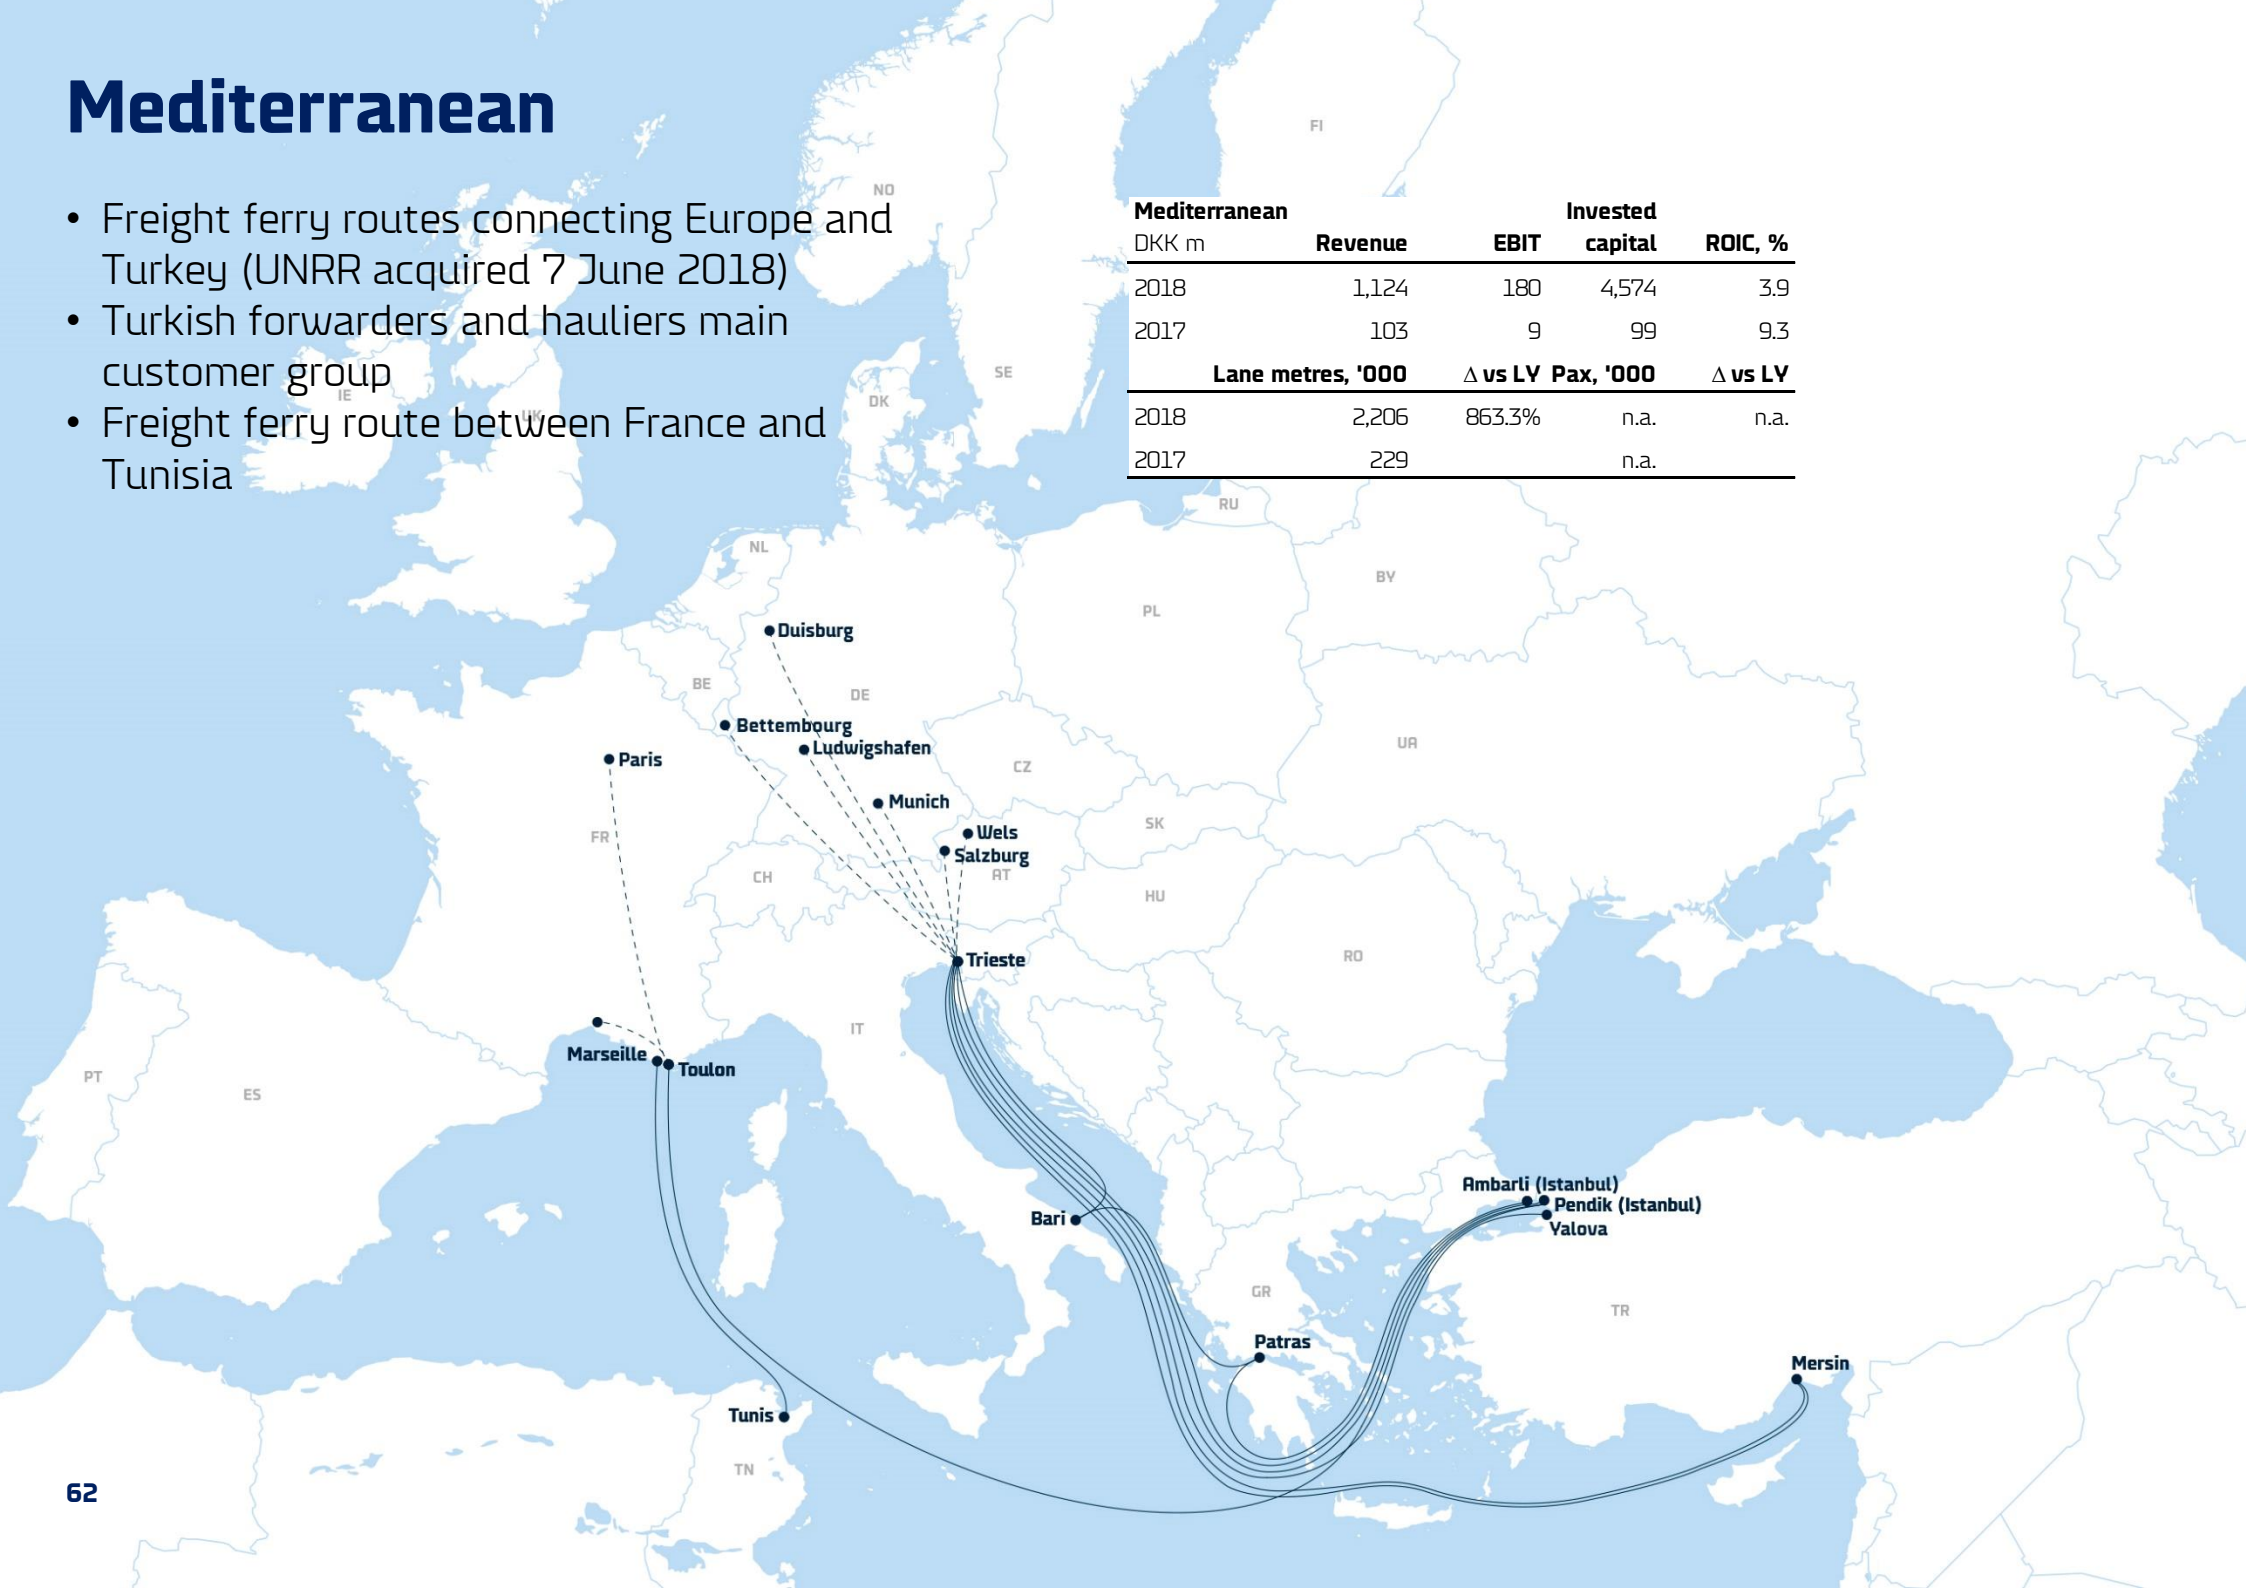 Mediterranean
• Freight ferry routes connecting Europe and
Turkey (UNRR acquired 7 June 2018)
• Turkish forwarders and hauliers main
customer group
• Freight ferry route between France and
Tunisia
Mediterranean Invested
DKK m Revenue EBIT capital ROIC, %
2018 1,124 180 4,574 3.9
2017 103 9 99 9.3
Lane metres, '000 Δ vs LY Pax, '000 Δ vs LY
2018 2,206 863.3% n.a. n.a.
2017 229 n.a.
FI
NO
SE
DK
IE
UK
RU
NL
BY
PL
Duisburg
BE
DE
Bettembourg
Ludwigshafen
UA
Paris
CZ
Munich
SK
Wels
FR
Salzburg
AT
CH
HU
RO
Trieste
IT
Marseille
Toulon
PT
ES
Ambarli (Istanbul)
Pendik (Istanbul)
Bari
Yalova
GR
TR
Patras
Mersin
Tunis
TN
62